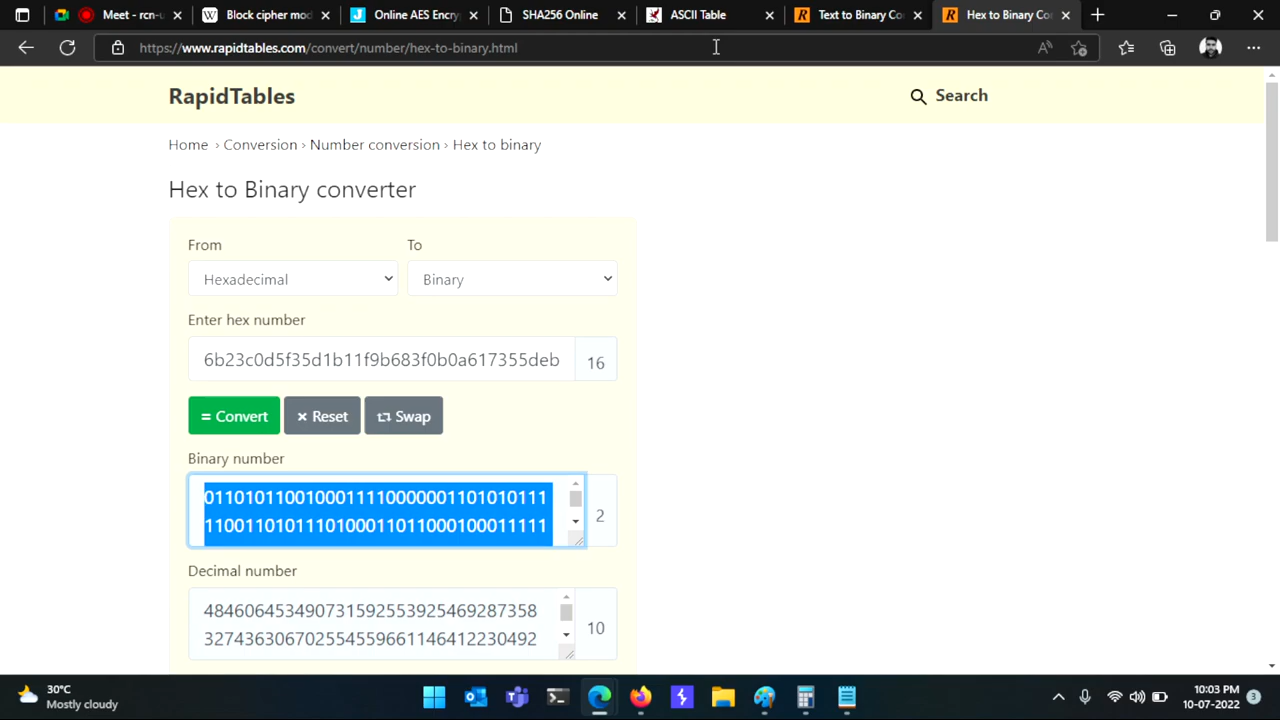 Meet - rcn-u
Block cipher mod
Online AES Encry
SHA256 Online
ASCII Table
Text to Binary Co
Hex to Binary Co
https://www.rapidtables.com/convert/number/hex-to-binary.html
RapidTables
Search
Home › Conversion › Number conversion › Hex to binary
Hex to Binary converter
From
To
Hexadecimal
Binary
Enter hex number
6b23c0d5f35d1b11f9b683f0b0a617355deb
16
= Convert
× Reset
Swap
Binary number
0110101100100011110000001101010111
1100110101110100011011000100011111
2
Decimal number
484606453490731592553925469287358
327436306702554559661146412230492
10
30°C
Mostly cloudy
10:03 PM
10-07-2022
3